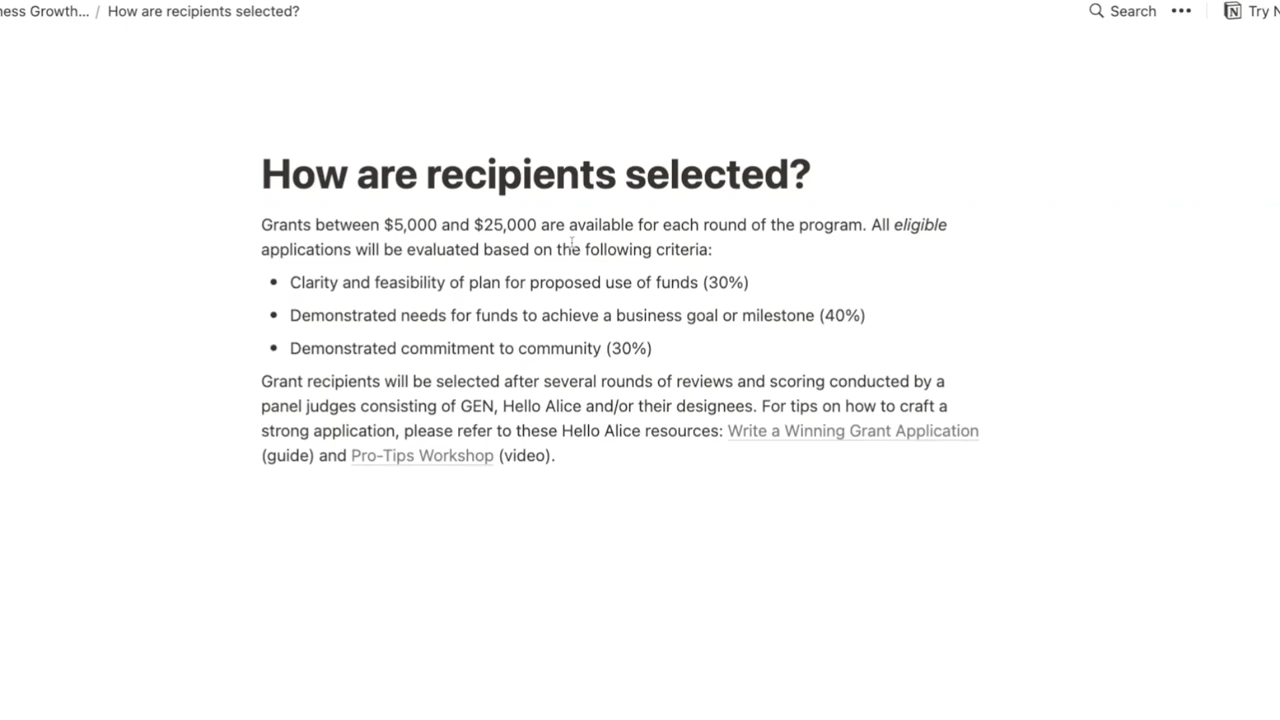 ness Growth... / How are recipients selected?
Search ••• Try N
How are recipients selected?
Grants between $5,000 and $25,000 are available for each round of the program. All eligible
applications will be evaluated based on the following criteria:
• Clarity and feasibility of plan for proposed use of funds (30%)
• Demonstrated needs for funds to achieve a business goal or milestone (40%)
• Demonstrated commitment to community (30%)
Grant recipients will be selected after several rounds of reviews and scoring conducted by a
panel judges consisting of GEN, Hello Alice and/or their designees. For tips on how to craft a
strong application, please refer to these Hello Alice resources: Write a Winning Grant Application
(guide) and Pro-Tips Workshop (video).